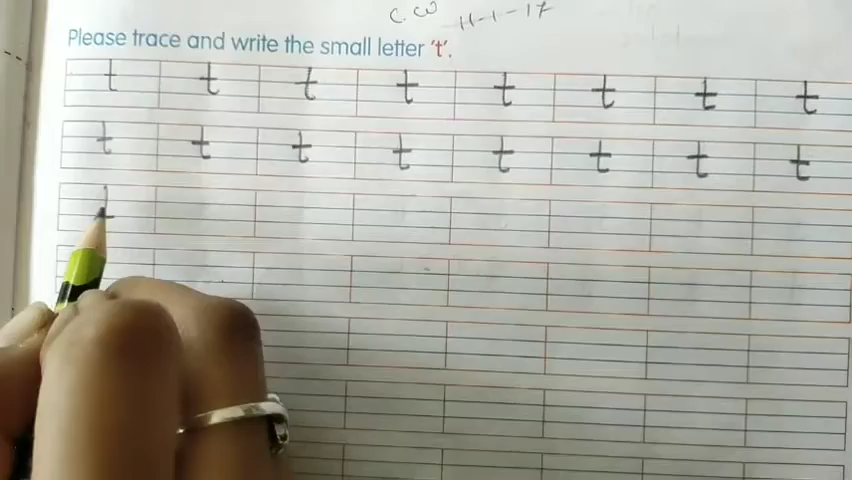 C.W 11-1-17
Please trace and write the small letter 't'.
t t t t t t t t
t t t t t t t t